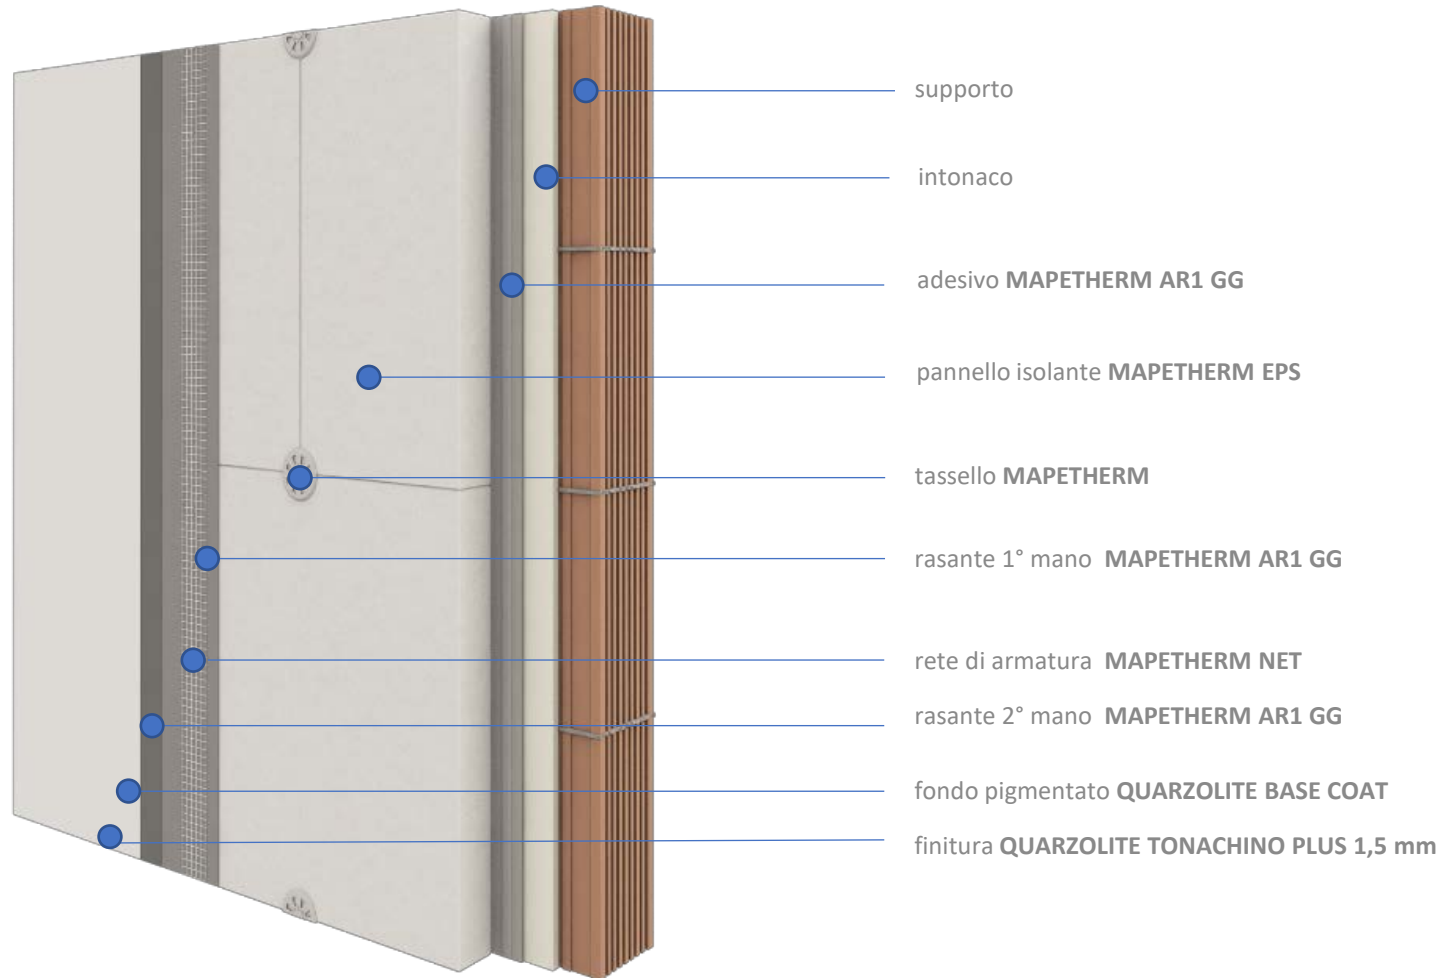 supporto
intonaco
adesivo MAPETHERM AR1 GG
pannello isolante MAPETHERM EPS
tassello MAPETHERM
rasante 1° mano MAPETHERM AR1 GG
rete di armatura MAPETHERM NET
rasante 2° mano MAPETHERM AR1 GG
fondo pigmentato QUARZOLITE BASE COAT
finitura QUARZOLITE TONACHINO PLUS 1,5 mm